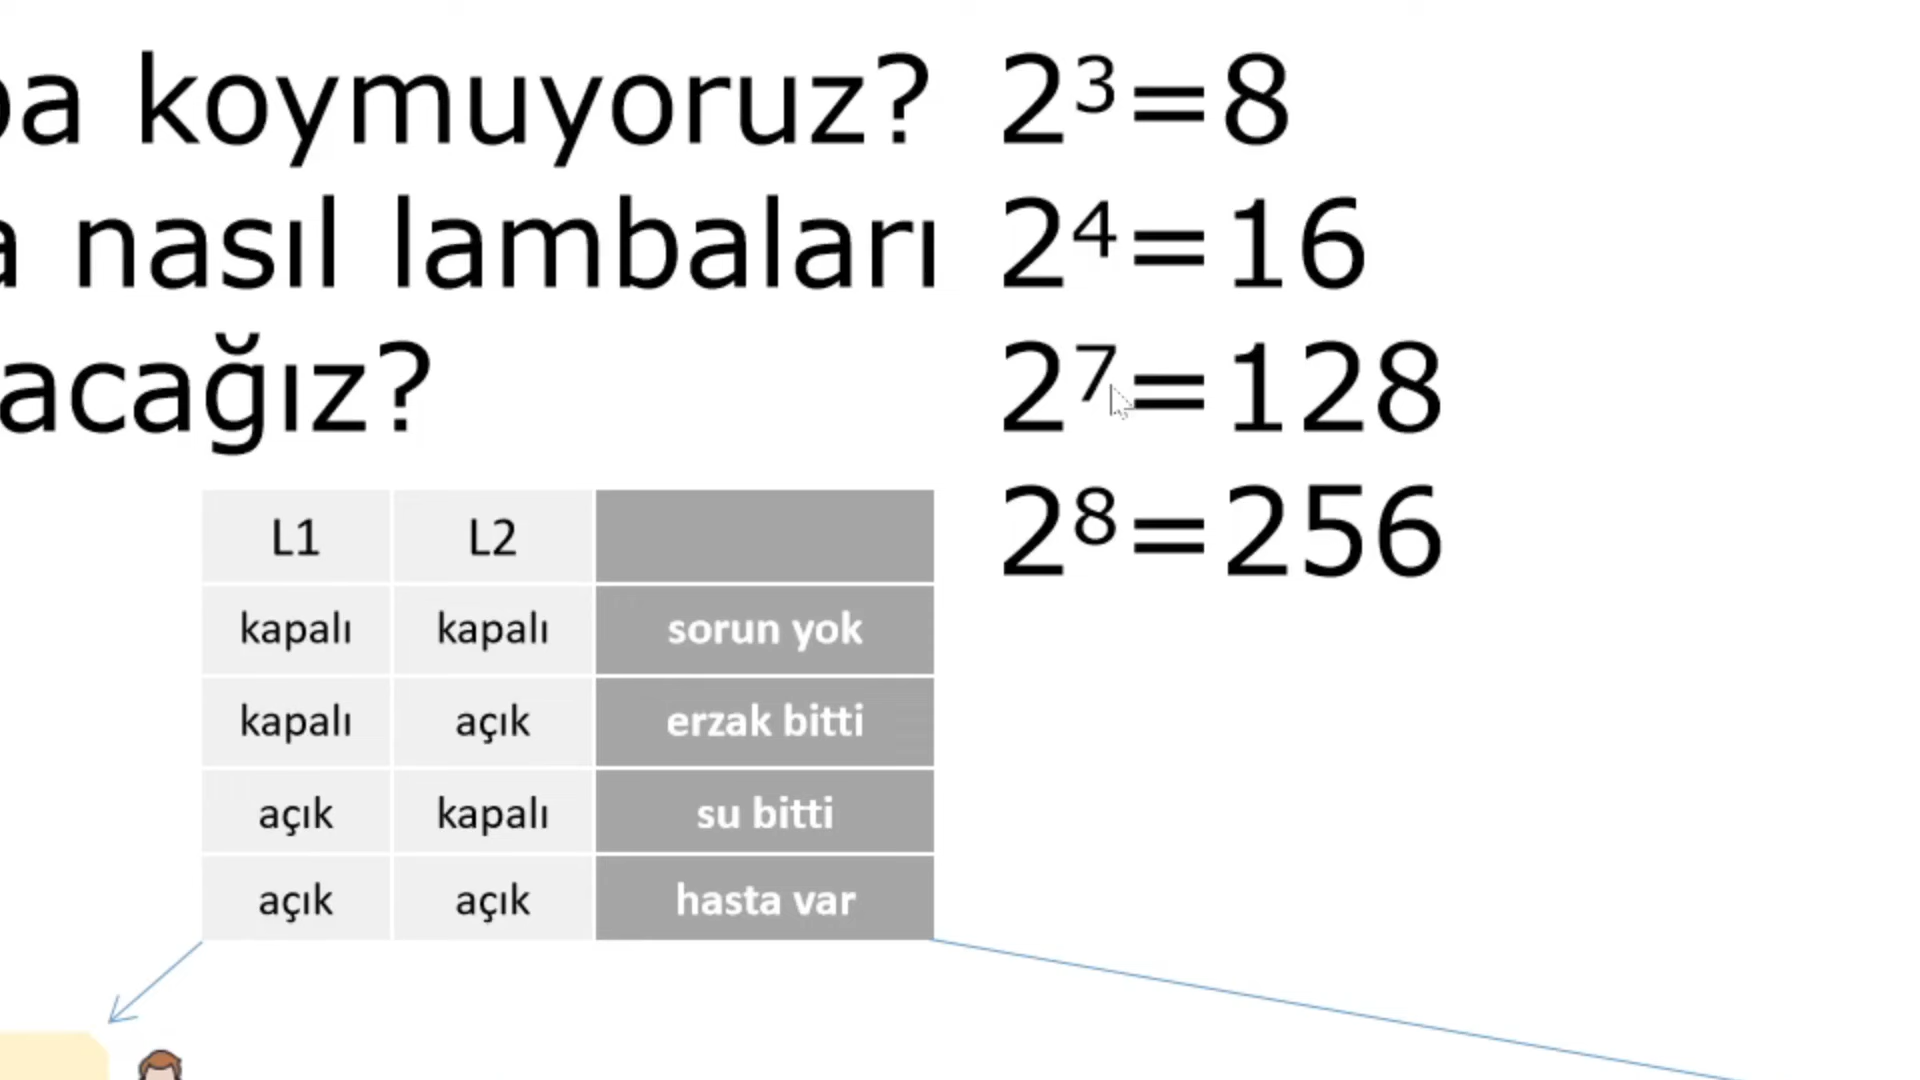 koymuyoruz?
nasıl lambaları
acağız?
2³=8
2⁴=16
2⁷=128
2⁸=256
L1 L2
kapalı kapalı sorun yok
kapalı açık erzak bitti
açık kapalı su bitti
açık açık hasta var